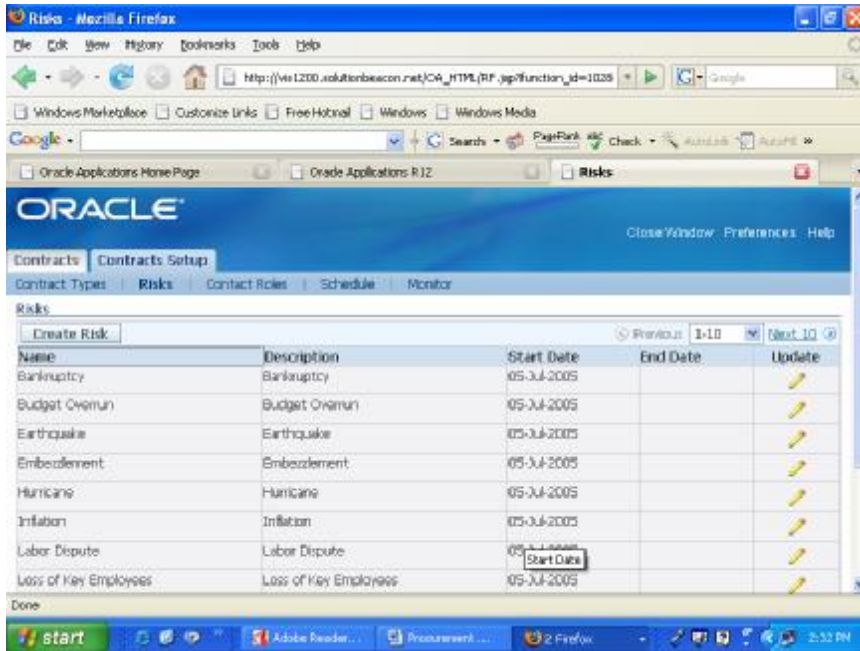 Risks - Mozilla Firefox
File Edit View History Bookmarks Tools Help
http://vis1200.solutionbeacon.net/OA_HTML/RF.jsp?function_id=1028 G Google
Windows Marketplace Customize Links Free Hotmail Windows Windows Media
Google G Search PageRank ABC Check AutoLink AutoFill »
Oracle Applications Home Page Oracle Applications R12 Risks
ORACLE
Close Window Preferences Help
Contracts Contracts Setup
Contract Types | Risks | Contact Roles | Schedule | Monitor
Risks
Create Risk Previous 1-10 Next 10
Name Description Start Date End Date Update
Bankruptcy Bankruptcy 05-Jul-2005
Budget Overrun Budget Overrun 05-Jul-2005
Earthquake Earthquake 05-Jul-2005
Embezzlement Embezzlement 05-Jul-2005
Hurricane Hurricane 05-Jul-2005
Inflation Inflation 05-Jul-2005
Labor Dispute Labor Dispute
Start Date
Loss of Key Employees Loss of Key Employees 05-Jul-2005
Done
start Adobe Reader... Procurement ... 2 Firefox 2:32 PM